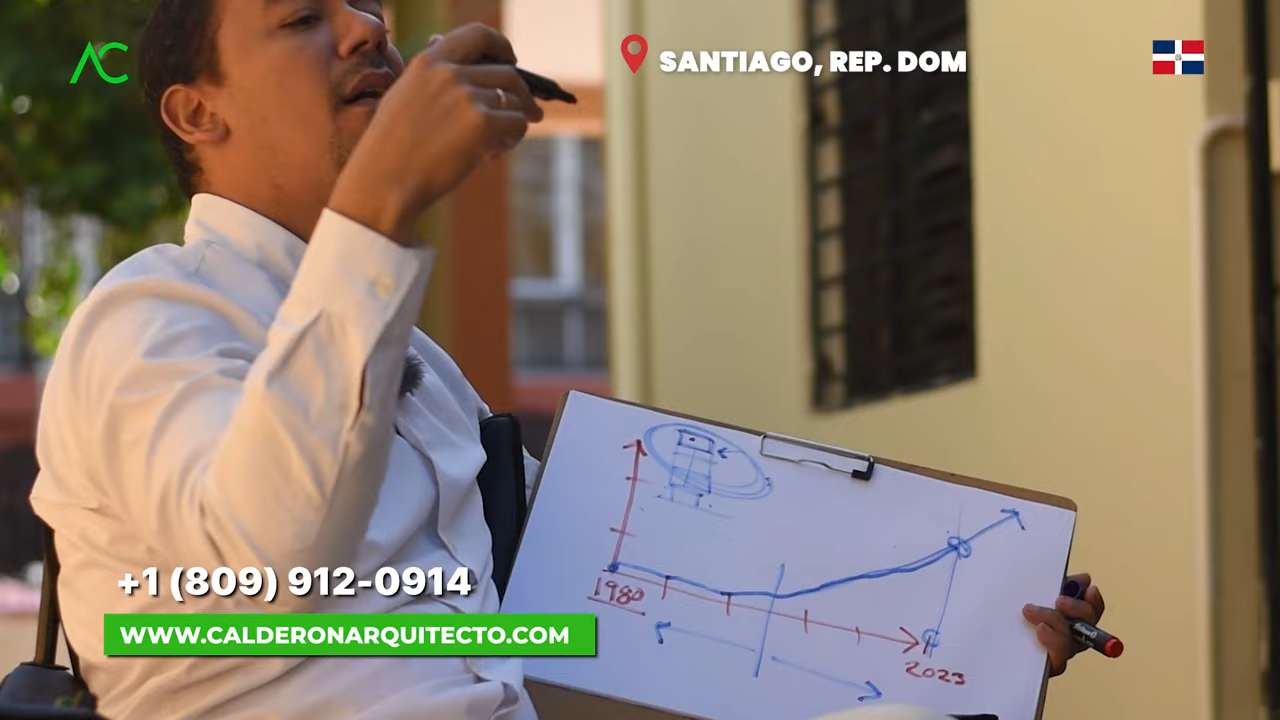 AC
SANTIAGO, REP. DOM
1980
2023
+1 (809) 912-0914
WWW.CALDERONARQUITECTO.COM